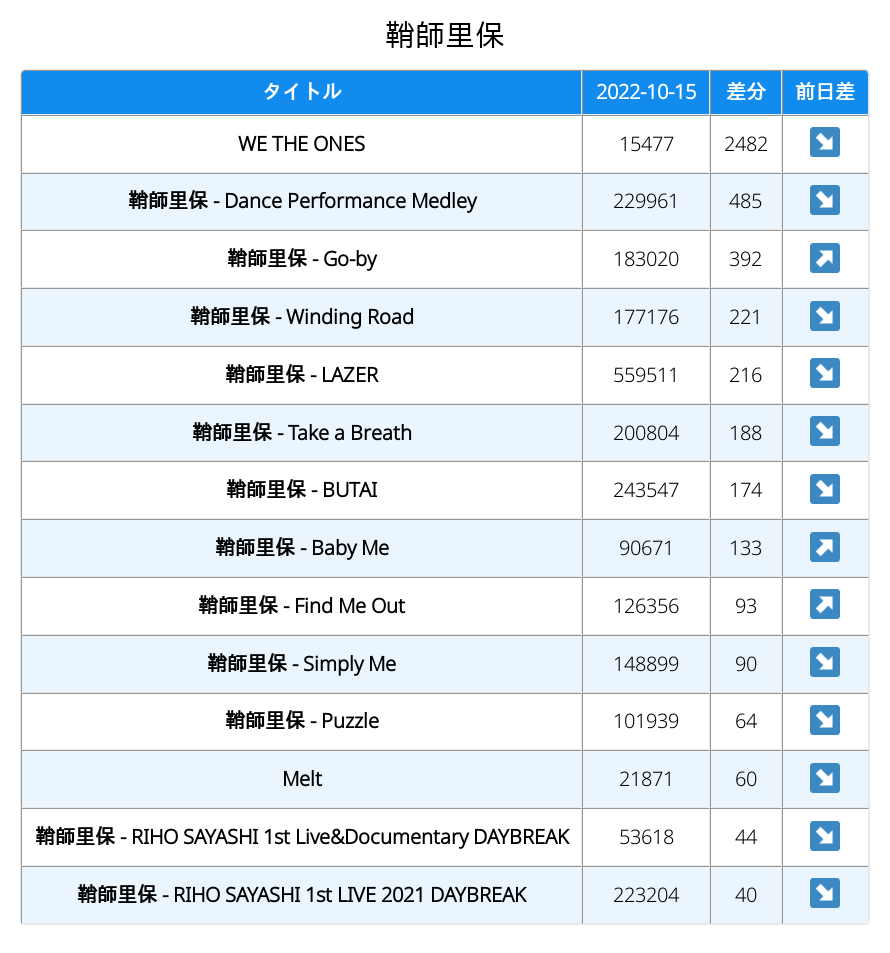 鞘師里保
タイトル 2022-10-15 差分 前日差
WE THE ONES 15477 2482 ↘
鞘師里保 - Dance Performance Medley 229961 485 ↘
鞘師里保 - Go-by 183020 392 ↗
鞘師里保 - Winding Road 177176 221 ↘
鞘師里保 - LAZER 559511 216 ↘
鞘師里保 - Take a Breath 200804 188 ↘
鞘師里保 - BUTAI 243547 174 ↘
鞘師里保 - Baby Me 90671 133 ↗
鞘師里保 - Find Me Out 126356 93 ↗
鞘師里保 - Simply Me 148899 90 ↘
鞘師里保 - Puzzle 101939 64 ↘
Melt 21871 60 ↘
鞘師里保 - RIHO SAYASHI 1st Live&Documentary DAYBREAK 53618 44 ↘
鞘師里保 - RIHO SAYASHI 1st LIVE 2021 DAYBREAK 223204 40 ↘